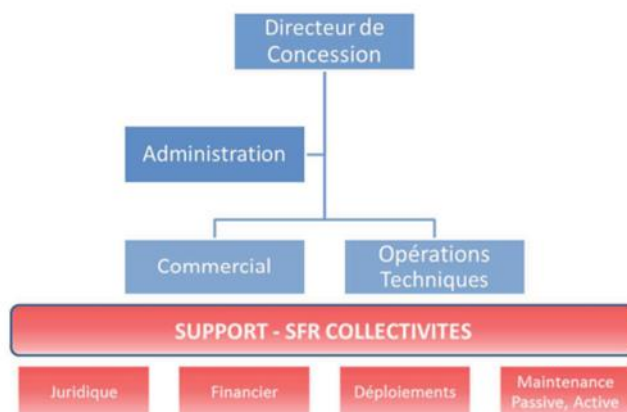 Directeur de
Concession
Administration
Commercial
Opérations
Techniques
SUPPORT - SFR COLLECTIVITES
Juridique
Financier
Déploiements
Maintenance
Passive, Active